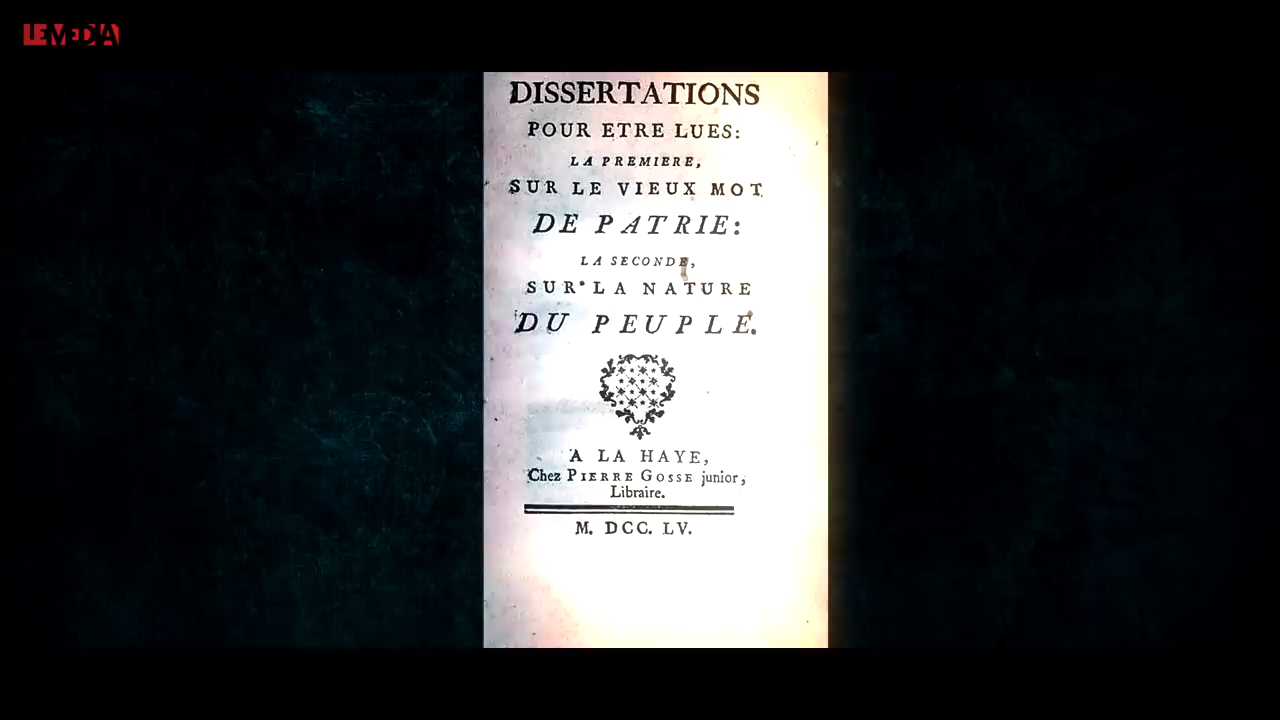 LEMEDIA
DISSERTATIONS
POUR ETRE LUES:
LA PREMIERE,
SUR LE VIEUX MOT
DE PATRIE:
LA SECONDE,
SUR LA NATURE
DU PEUPLE.
A LA HAYE,
Chez PIERRE GOSSE junior,
Libraire.
M. DCC. LV.